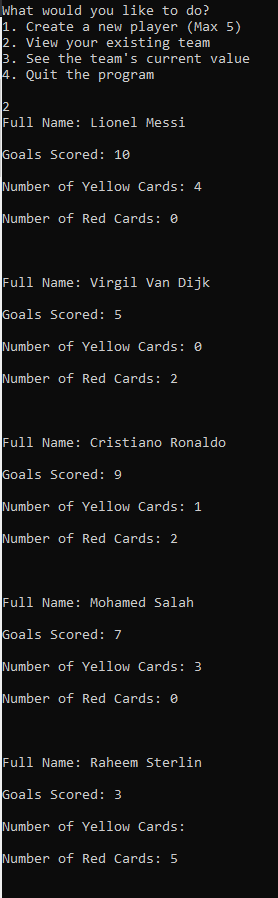 What would you like to do?
1. Create a new player (Max 5)
2. View your existing team
3. See the team's current value
4. Quit the program
2
Full Name: Lionel Messi
Goals Scored: 10
Number of Yellow Cards: 4
Number of Red Cards: 0
Full Name: Virgil Van Dijk
Goals Scored: 5
Number of Yellow Cards: 0
Number of Red Cards: 2
Full Name: Cristiano Ronaldo
Goals Scored: 9
Number of Yellow Cards: 1
Number of Red Cards: 2
Full Name: Mohamed Salah
Goals Scored: 7
Number of Yellow Cards: 3
Number of Red Cards: 0
Full Name: Raheem Sterlin
Goals Scored: 3
Number of Yellow Cards:
Number of Red Cards: 5